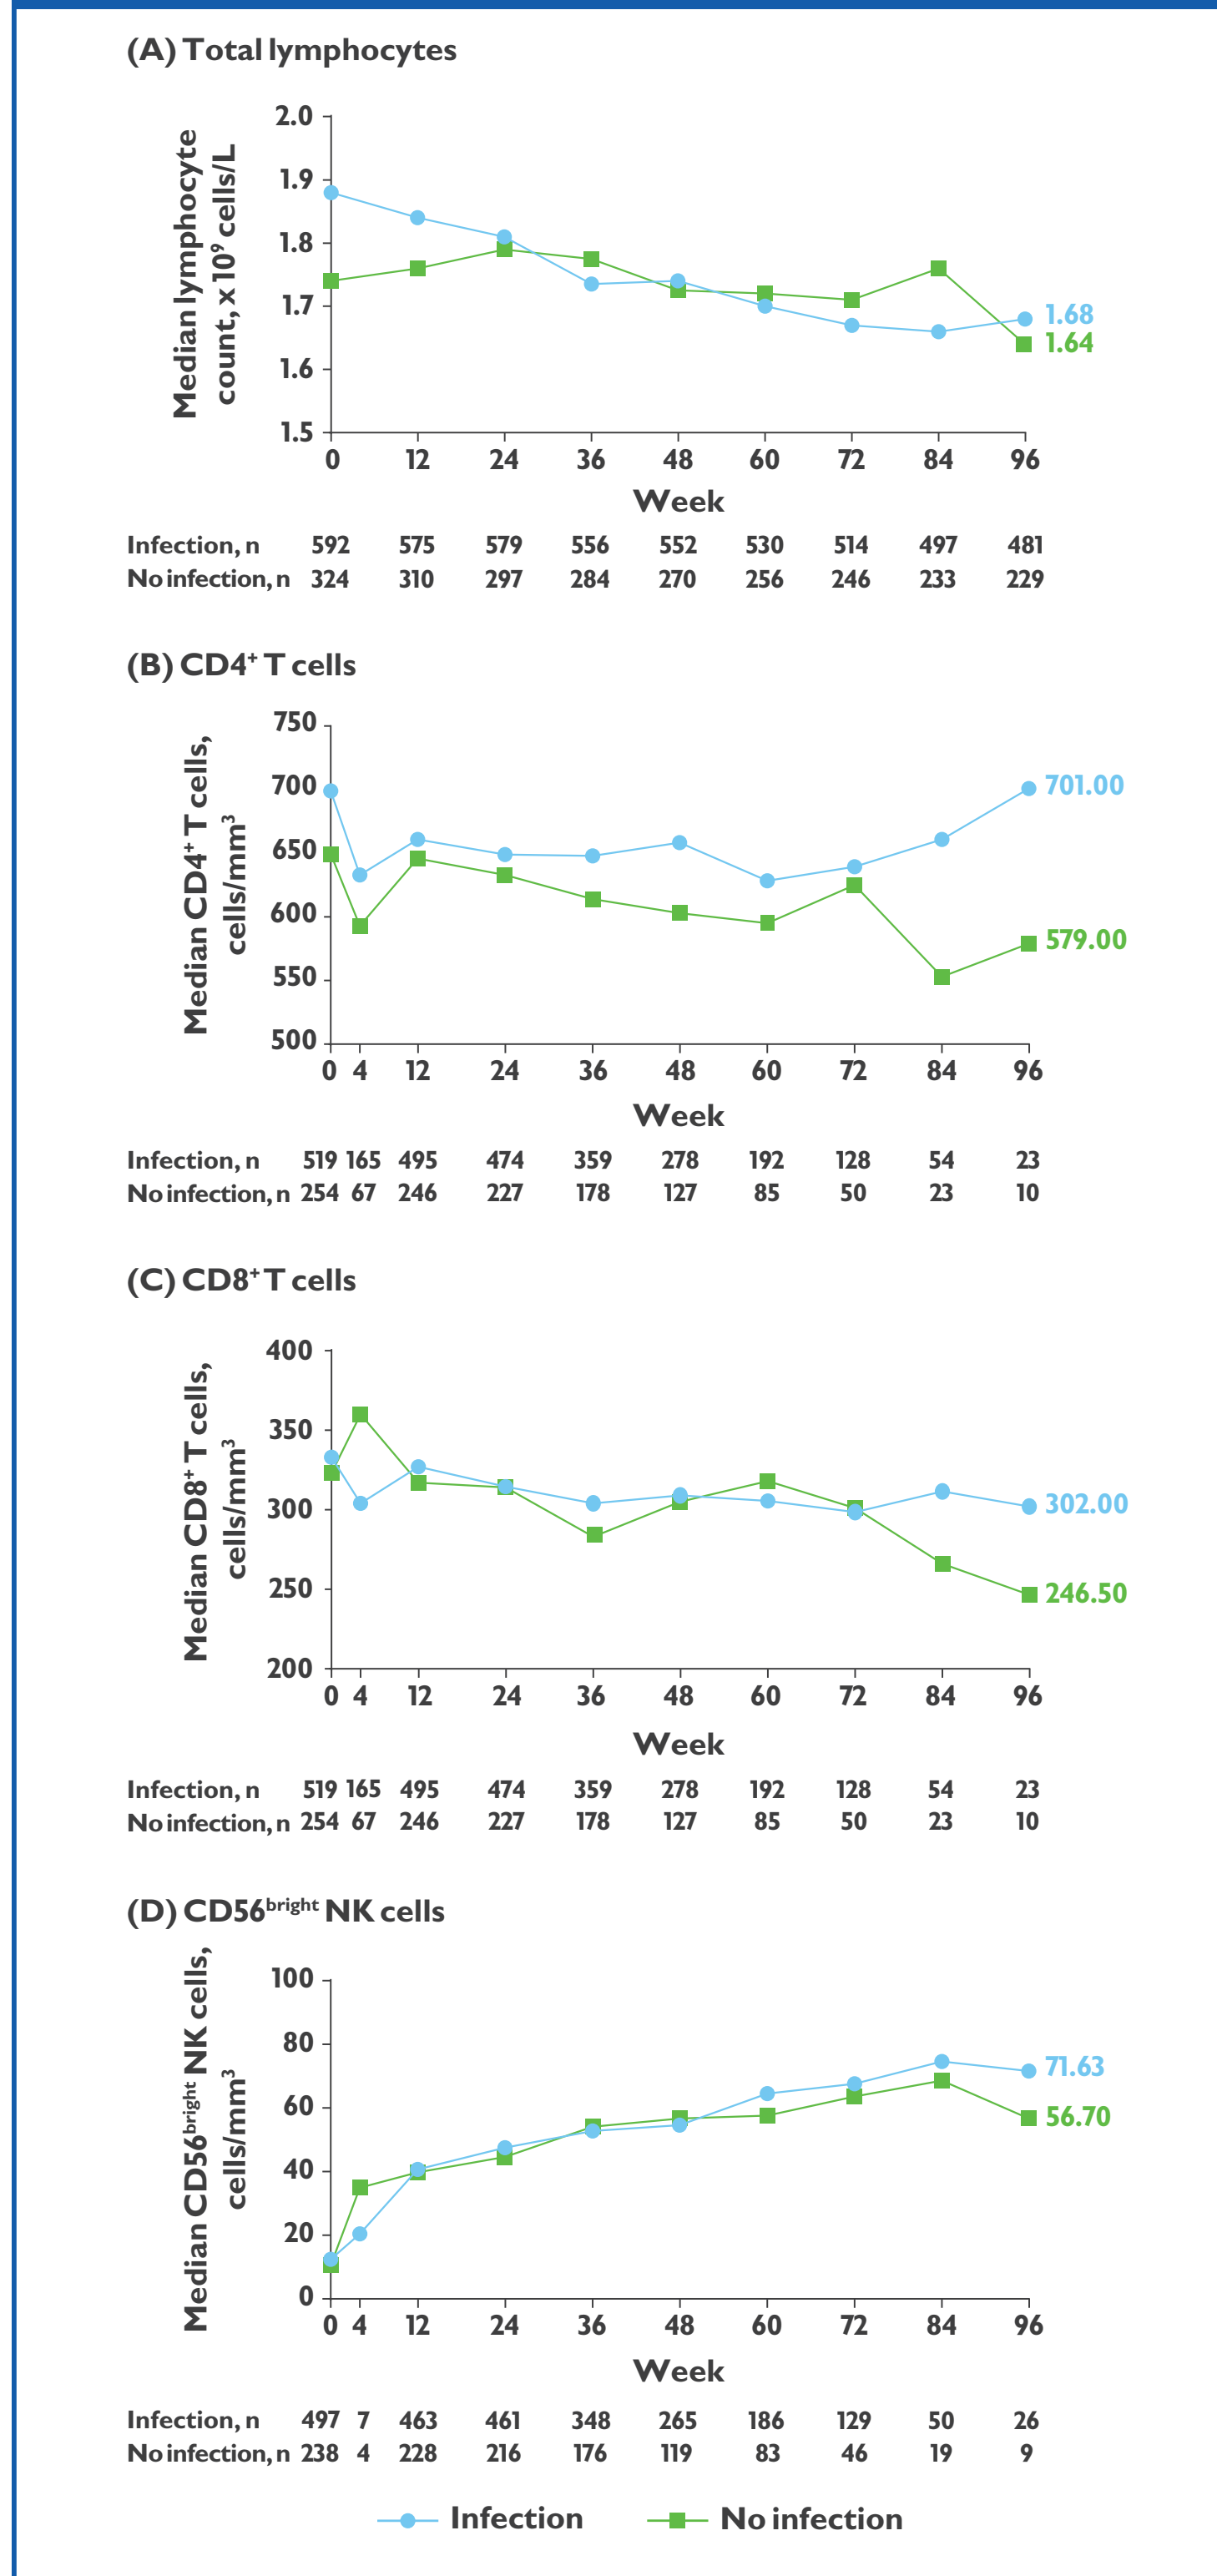 (A) Total lymphocytes
Median lymphocyte
count, x 10⁹ cells/L
2.0
1.9
1.8
1.7
1.6
1.5
1.68
1.64
0 12 24 36 48 60 72 84 96
Week
Infection, n 592 575 579 556 552 530 514 497 481
No infection, n 324 310 297 284 270 256 246 233 229
(B) CD4⁺ T cells
Median CD4⁺ T cells,
cells/mm³
750
700
650
600
550
500
701.00
579.00
0 4 12 24 36 48 60 72 84 96
Week
Infection, n 519 165 495 474 359 278 192 128 54 23
No infection, n 254 67 246 227 178 127 85 50 23 10
(C) CD8⁺ T cells
Median CD8⁺ T cells,
cells/mm³
400
350
300
250
200
302.00
246.50
0 4 12 24 36 48 60 72 84 96
Week
Infection, n 519 165 495 474 359 278 192 128 54 23
No infection, n 254 67 246 227 178 127 85 50 23 10
(D) CD56ᵇʳⁱᵍʰᵗ NK cells
Median CD56ᵇʳⁱᵍʰᵗ NK cells,
cells/mm³
100
80
60
40
20
0
71.63
56.70
0 4 12 24 36 48 60 72 84 96
Week
Infection, n 497 7 463 461 348 265 186 129 50 26
No infection, n 238 4 228 216 176 119 83 46 19 9
Infection No infection